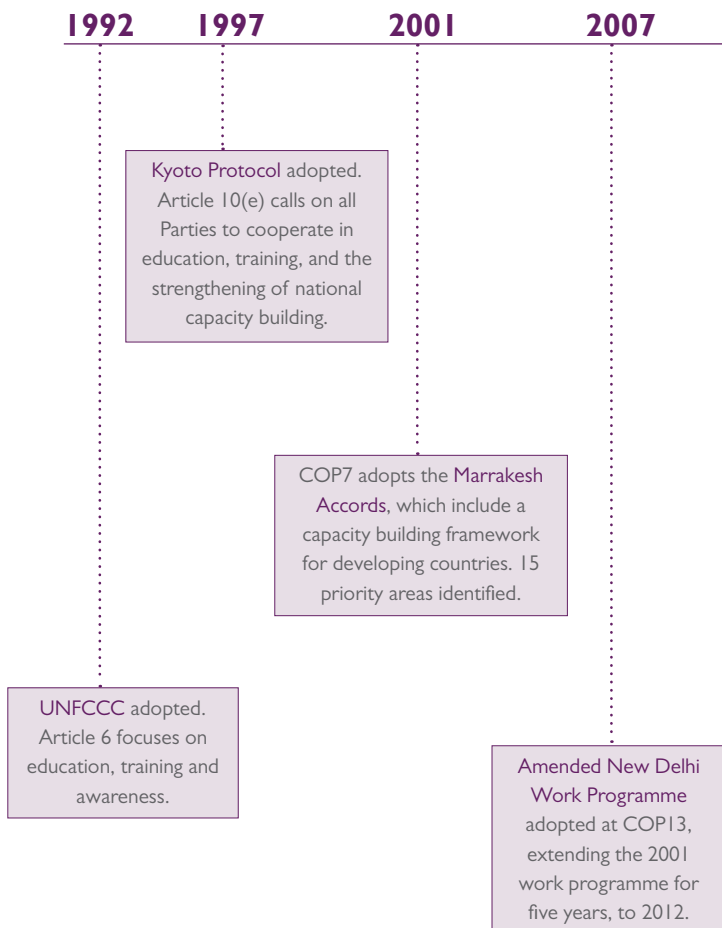 1992 1997 2001 2007
Kyoto Protocol adopted.
Article 10(e) calls on all
Parties to cooperate in
education, training, and the
strengthening of national
capacity building.
COP7 adopts the Marrakesh
Accords, which include a
capacity building framework
for developing countries. 15
priority areas identified.
UNFCCC adopted.
Article 6 focuses on
education, training and
awareness.
Amended New Delhi
Work Programme
adopted at COP13,
extending the 2001
work programme for
five years, to 2012.